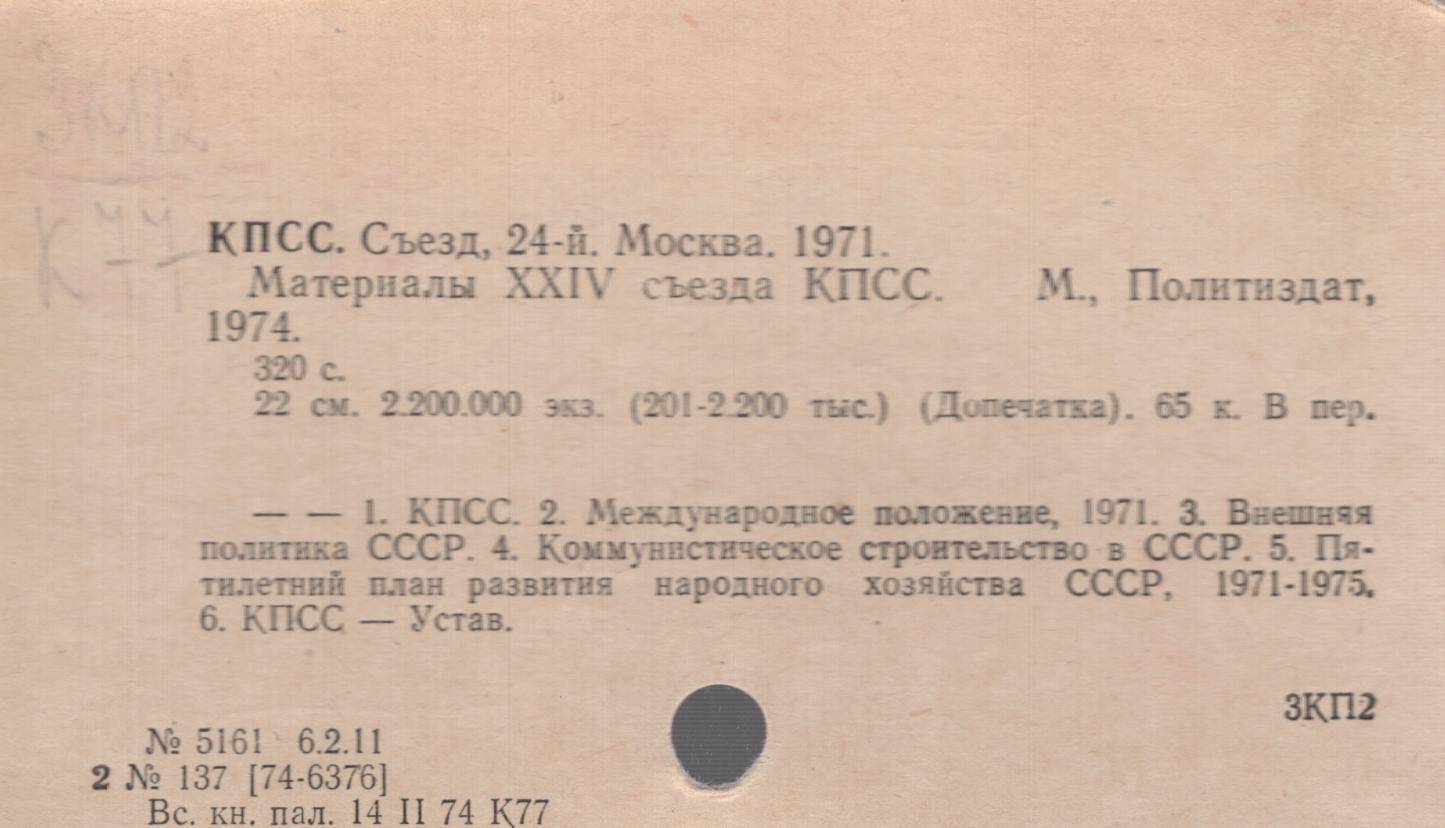 3КП2
К 77
КПСС. Съезд, 24-й. Москва. 1971.
Материалы XXIV съезда КПСС. М., Политиздат,
1974.
320 с.
22 см. 2.200.000 экз. (201-2.200 тыс.) (Допечатка). 65 к. В пер.
— — 1. КПСС. 2. Международное положение, 1971. 3. Внешняя
политика СССР. 4. Коммунистическое строительство в СССР. 5. Пя-
тилетний план развития народного хозяйства СССР, 1971-1975.
6. КПСС — Устав.
3КП2
№ 5161 6.2.11
2 № 137 [74-6376]
Вс. кн. пал. 14 II 74 К77